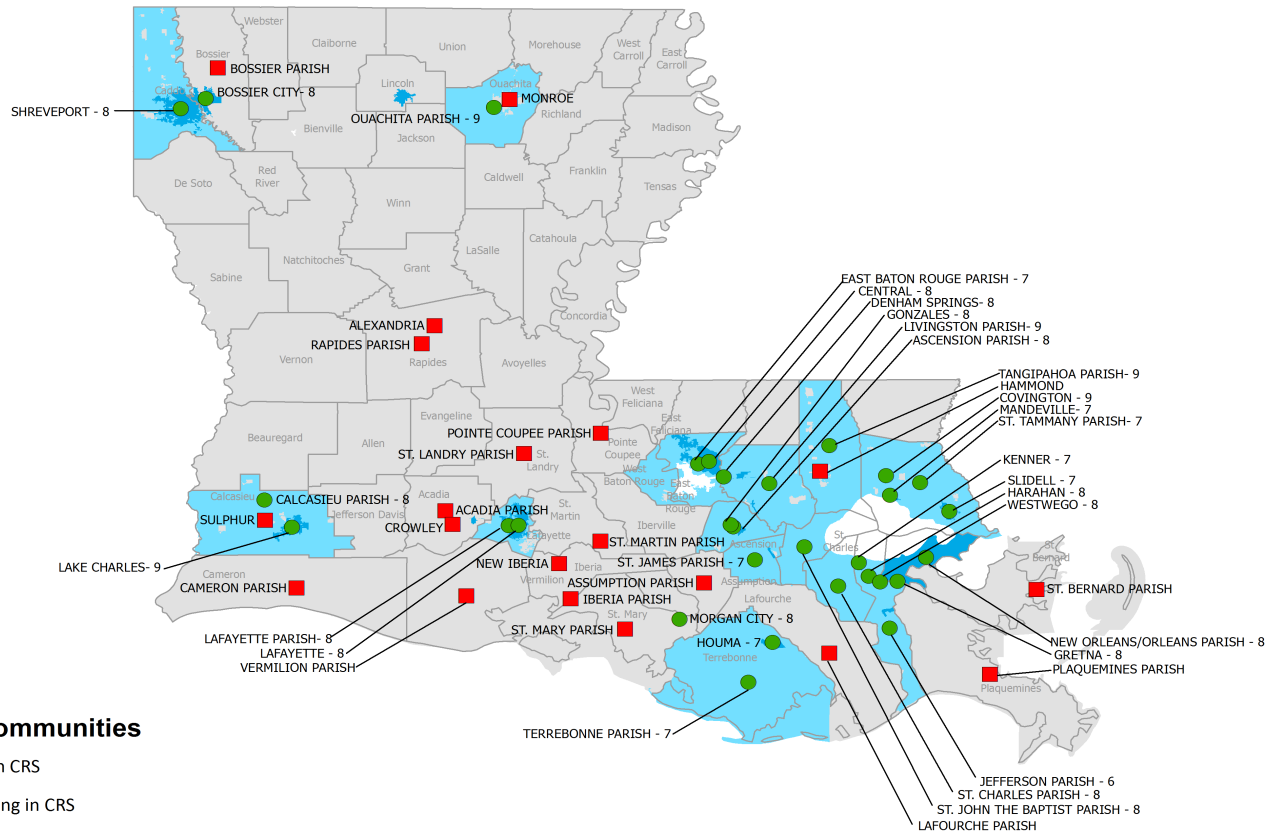 Webster
Claiborne
Union
Morehouse
West
Carroll
East
Carroll
Bossier
BOSSIER PARISH
Lincoln
Ouachita
SHREVEPORT - 8
BOSSIER CITY- 8
MONROE
OUACHITA PARISH - 9
Richland
Bienville
Jackson
Madison
De Soto
Red
River
Caldwell
Franklin
Tensas
Winn
Sabine
Natchitoches
Grant
LaSalle
Catahoula
Concordia
ALEXANDRIA
RAPIDES PARISH
Rapides
Vernon
Avoyelles
EAST BATON ROUGE PARISH - 7
CENTRAL - 8
DENHAM SPRINGS- 8
GONZALES - 8
LIVINGSTON PARISH- 9
ASCENSION PARISH - 8
TANGIPAHOA PARISH- 9
HAMMOND
COVINGTON - 9
MANDEVILLE- 7
ST. TAMMANY PARISH- 7
KENNER - 7
SLIDELL - 7
HARAHAN - 8
WESTWEGO - 8
West
Feliciana
East
Feliciana
Evangeline
Beauregard
Allen
POINTE COUPEE PARISH
Pointe
Coupee
ST. LANDRY PARISH
St.
Landry
West
Baton Rouge
East
Baton
Rouge
Calcasieu
CALCASIEU PARISH - 8
SULPHUR
Jefferson Davis
Acadia
ACADIA PARISH
CROWLEY
St.
Martin
Lafayette
Iberville
ST. MARTIN PARISH
Ascension
St.
Charles
St.
Bernard
LAKE CHARLES- 9
Cameron
CAMERON PARISH
NEW IBERIA
Iberia
Vermilion
ST. JAMES PARISH - 7
ASSUMPTION PARISH
Assumption
IBERIA PARISH
Lafourche
ST. BERNARD PARISH
St. Mary
MORGAN CITY - 8
ST. MARY PARISH
LAFAYETTE PARISH- 8
LAFAYETTE - 8
VERMILION PARISH
HOUMA - 7
Terrebonne
NEW ORLEANS/ORLEANS PARISH - 8
GRETNA - 8
PLAQUEMINES PARISH
Plaquemines
TERREBONNE PARISH - 7
JEFFERSON PARISH - 6
ST. CHARLES PARISH - 8
ST. JOHN THE BAPTIST PARISH - 8
LAFOURCHE PARISH
ommunities
n CRS
ng in CRS